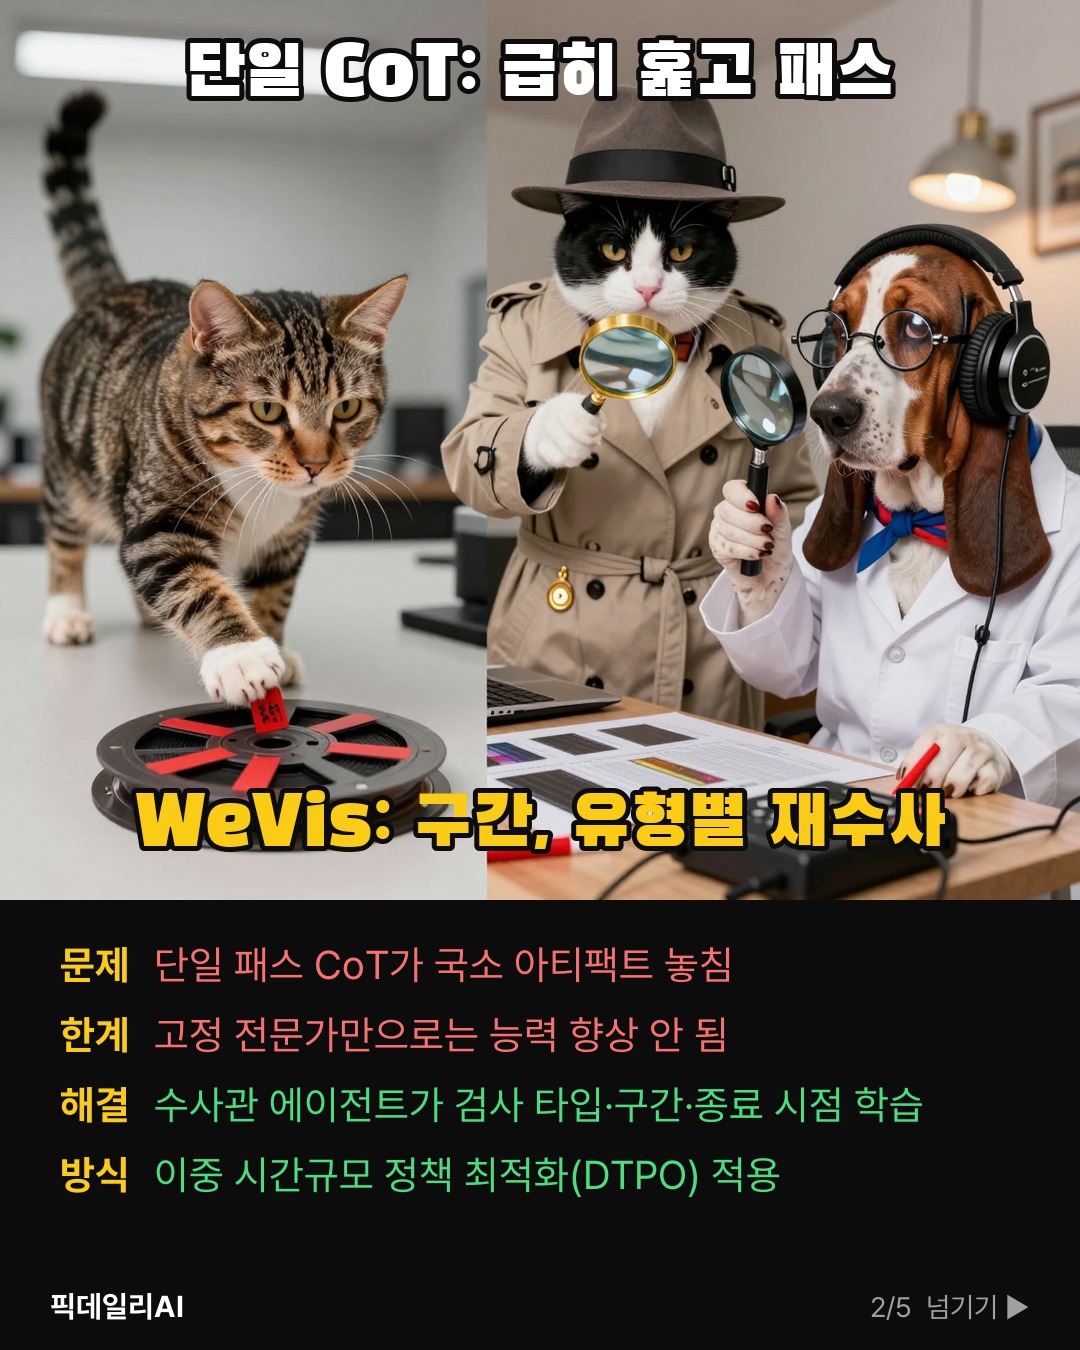 단일 CoT: 급히 훑고 패스
WeVis: 구간, 유형별 재수사
문제 단일 패스 CoT가 국소 아티팩트 놓침
한계 고정 전문가만으로는 능력 향상 안 됨
해결 수사관 에이전트가 검사 타입·구간·종료 시점 학습
방식 이중 시간규모 정책 최적화(DTPO) 적용
픽데일리AI
2/5 넘기기 ▶